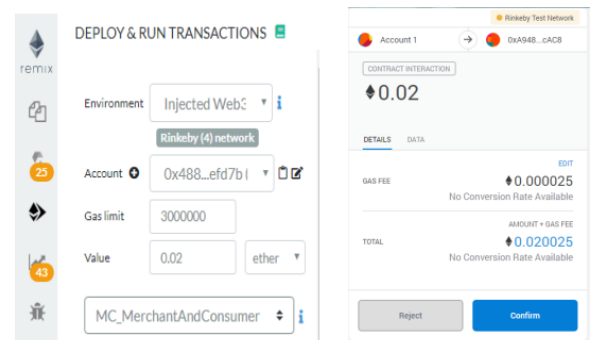 DEPLOY & RUN TRANSACTIONS
remix
Environment
Injected Web3
Rinkeby (4) network
25
Account
0x488...efd7b (
Gas limit
3000000
Value
0.02
ether
43
MC_MerchantAndConsumer
Rinkeby Test Network
Account 1
0xA948...cAC8
CONTRACT INTERACTION
0.02
DETAILS
DATA
EDIT
GAS FEE
0.000025
No Conversion Rate Available
AMOUNT + GAS FEE
TOTAL
0.020025
No Conversion Rate Available
Reject
Confirm